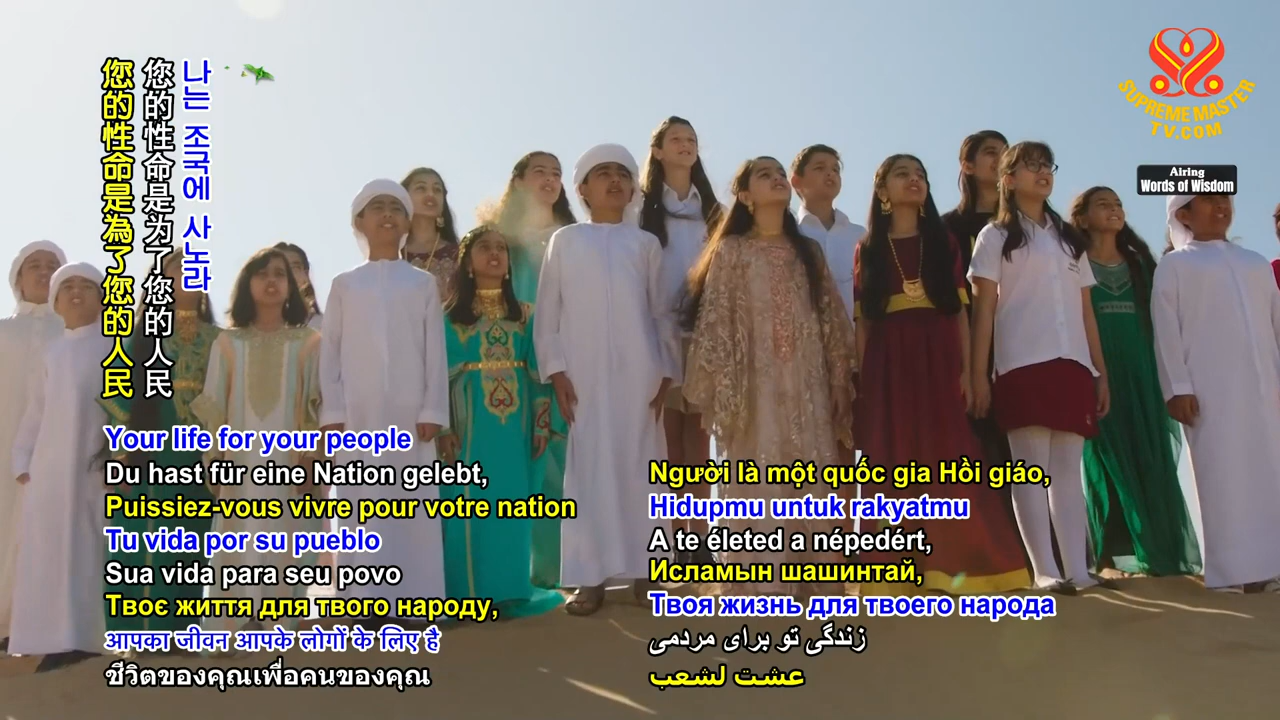 您的性命是為了您的人民
您的性命是为了您的人民
나는 조국에 사노라
SUPREME MASTER
TV.COM
Airing
Words of Wisdom
Your life for your people
Du hast für eine Nation gelebt,
Puissiez-vous vivre pour votre nation
Tu vida por su pueblo
Sua vida para seu povo
Твоє життя для твого народу,
आपका जीवन आपके लोगों के लिए है
ชีวิตของคุณเพื่อคนของคุณ
Người là một quốc gia Hồi giáo,
Hidupmu untuk rakyatmu
A te életed a népedért,
Исламын шашинтай,
Твоя жизнь для твоего народа
زندگی تو برای مردمی
عشت لشعب